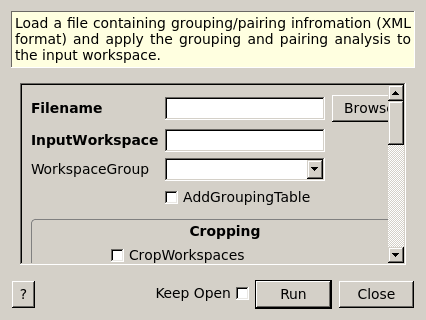 Load a file containing grouping/pairing infromation (XML
format) and apply the grouping and pairing analysis to
the input workspace.
Filename
Brows
InputWorkspace
WorkspaceGroup
AddGroupingTable
Cropping
CropWorkspaces
?
Keep Open
Run
Close